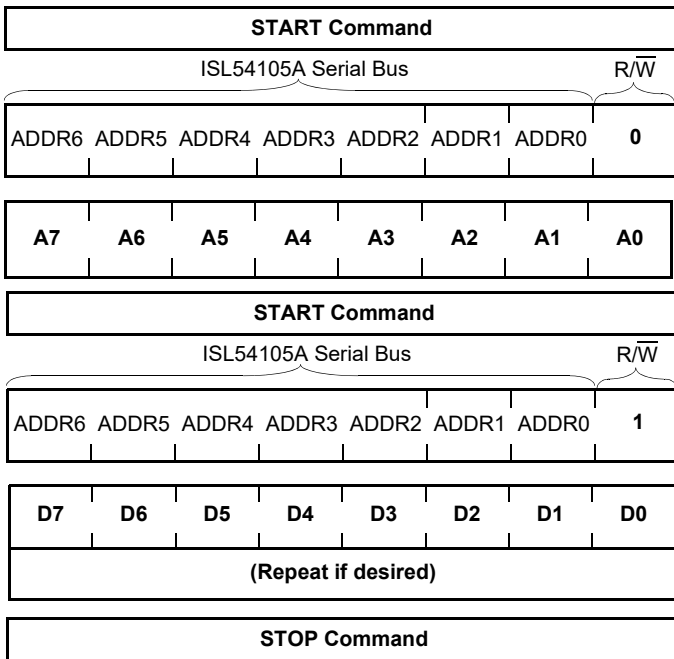 START Command
ISL54105A Serial Bus R/W̅
ADDR6 ADDR5 ADDR4 ADDR3 ADDR2 ADDR1 ADDR0 0
A7 A6 A5 A4 A3 A2 A1 A0
START Command
ISL54105A Serial Bus R/W̅
ADDR6 ADDR5 ADDR4 ADDR3 ADDR2 ADDR1 ADDR0 1
D7 D6 D5 D4 D3 D2 D1 D0
(Repeat if desired)
STOP Command